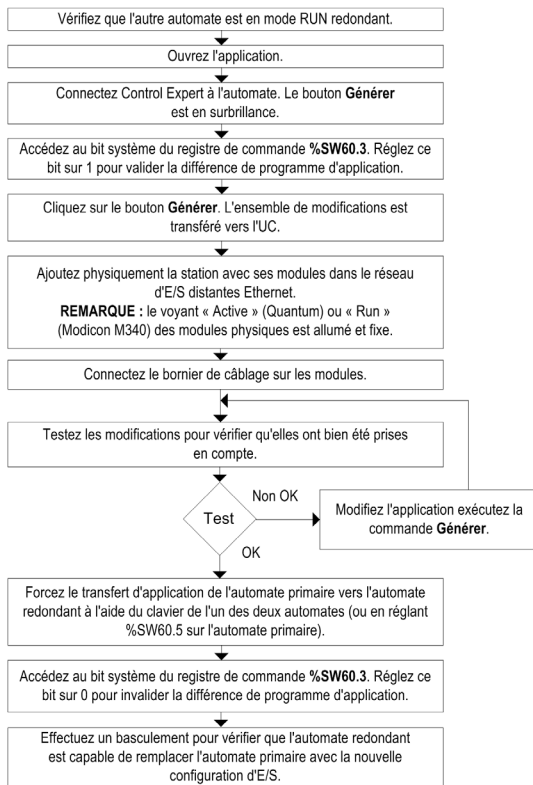 Vérifiez que l'autre automate est en mode RUN redondant.
Ouvrez l'application.
Connectez Control Expert à l'automate. Le bouton Générer
est en surbrillance.
Accédez au bit système du registre de commande %SW60.3. Réglez ce
bit sur 1 pour valider la différence de programme d'application.
Cliquez sur le bouton Générer. L'ensemble de modifications est
transféré vers l'UC.
Ajoutez physiquement la station avec ses modules dans le réseau
d'E/S distantes Ethernet.
REMARQUE : le voyant « Active » (Quantum) ou « Run »
(Modicon M340) des modules physiques est allumé et fixe.
Connectez le bornier de câblage sur les modules.
Testez les modifications pour vérifier qu'elles ont bien été prises
en compte.
Test
Non OK
Modifiez l'application exécutez la
commande Générer.
OK
Forcez le transfert d'application de l'automate primaire vers l'automate
redondant à l'aide du clavier de l'un des deux automates (ou en réglant
%SW60.5 sur l'automate primaire).
Accédez au bit système du registre de commande %SW60.3. Réglez ce
bit sur 0 pour invalider la différence de programme d'application.
Effectuez un basculement pour vérifier que l'automate redondant
est capable de remplacer l'automate primaire avec la nouvelle
configuration d'E/S.